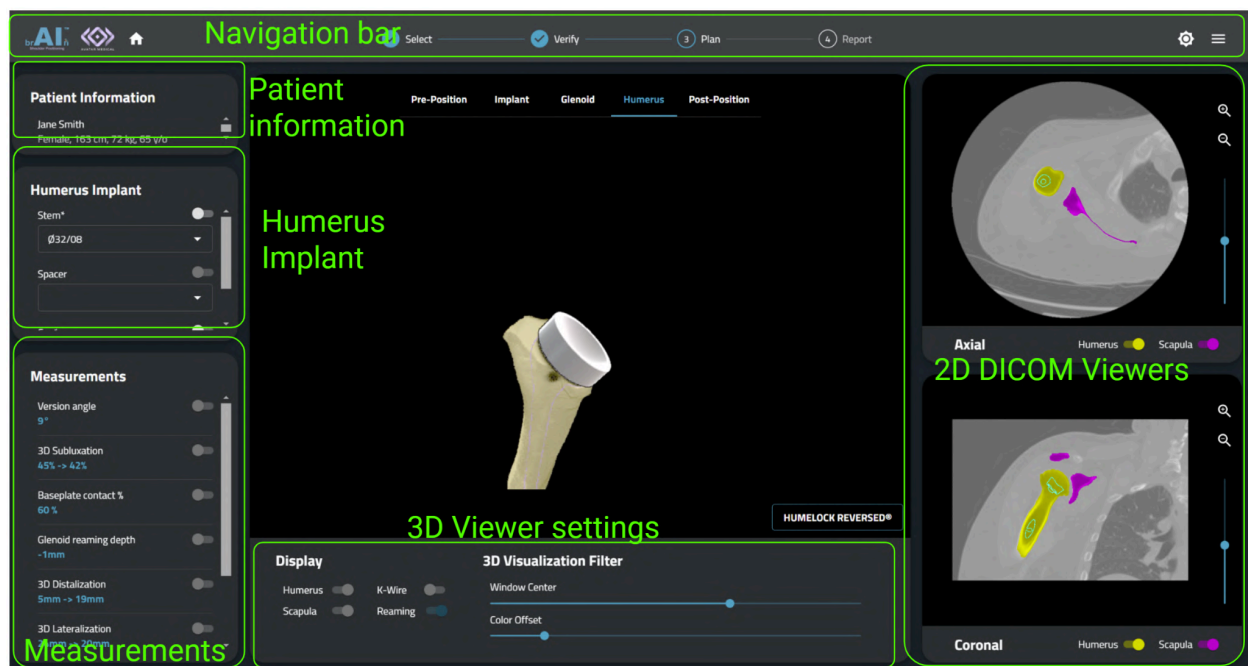 Navigation bar
brAIn
Shoulder Positioning
Select
Verify
3 Plan
4 Report
Patient Information
Jane Smith
Female, 163 cm, 72 kg, 65 y/o
Patient
information
Humerus Implant
Stem*
Ø32/08
Spacer
Humerus
Implant
Measurements
Version angle
9°
3D Subluxation
45% -> 42%
Baseplate contact %
60 %
Glenoid reaming depth
-1mm
3D Distalization
5mm -> 19mm
3D Lateralization
Measurements
Pre-Position Implant Glenoid Humerus Post-Position
HUMELOCK REVERSED®
3D Viewer settings
Display
Humerus K-Wire
Scapula Reaming
3D Visualization Filter
Window Center
Color Offset
Axial Humerus Scapula
2D DICOM Viewers
Coronal Humerus Scapula